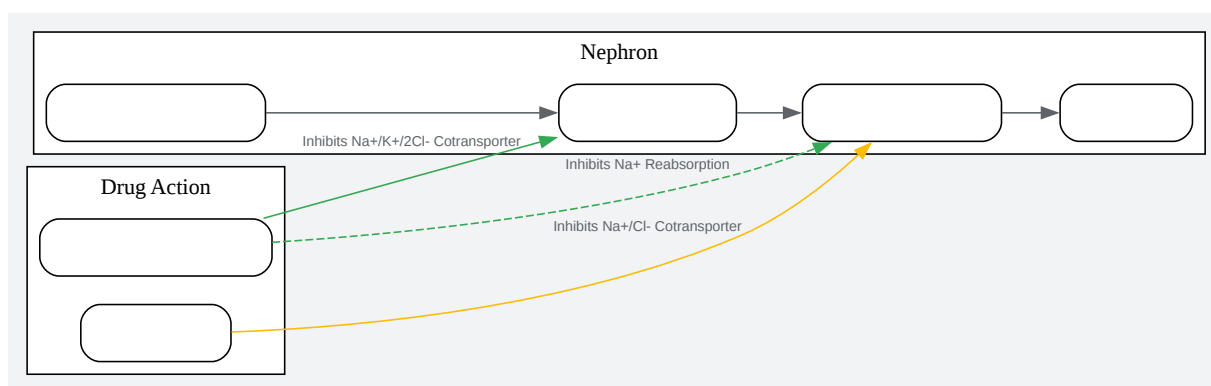 Nephron
Inhibits Na+/K+/2Cl- Cotransporter
Inhibits Na+ Reabsorption
Drug Action
Inhibits Na+/Cl- Cotransporter